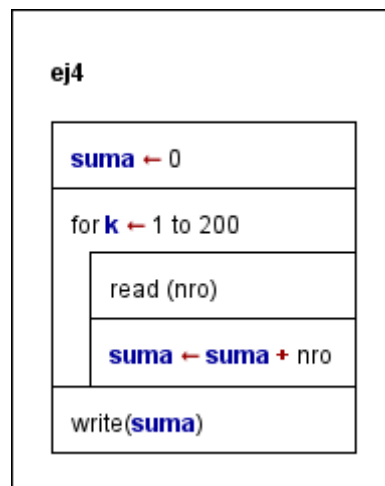 ej4
suma ← 0
for k ← 1 to 200
read (nro)
suma ← suma + nro
write(suma)